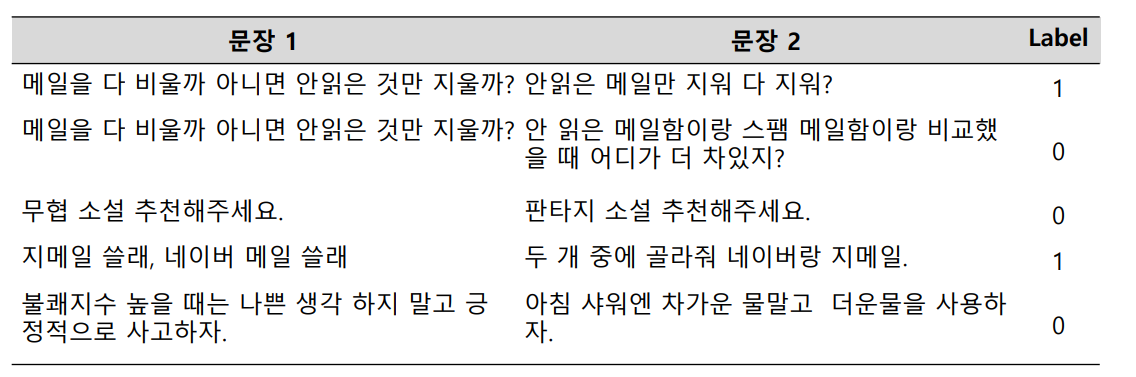 문장 1 문장 2 Label
메일을 다 비울까 아니면 안읽은 것만 지울까? 안읽은 메일만 지워 다 지워? 1
메일을 다 비울까 아니면 안읽은 것만 지울까? 안 읽은 메일함이랑 스팸 메일함이랑 비교했
을 때 어디가 더 차있지? 0
무협 소설 추천해주세요. 판타지 소설 추천해주세요. 0
지메일 쓸래, 네이버 메일 쓸래 두 개 중에 골라줘 네이버랑 지메일. 1
불쾌지수 높을 때는 나쁜 생각 하지 말고 긍 아침 샤워엔 차가운 물말고 더운물을 사용하
정적으로 사고하자. 자. 0